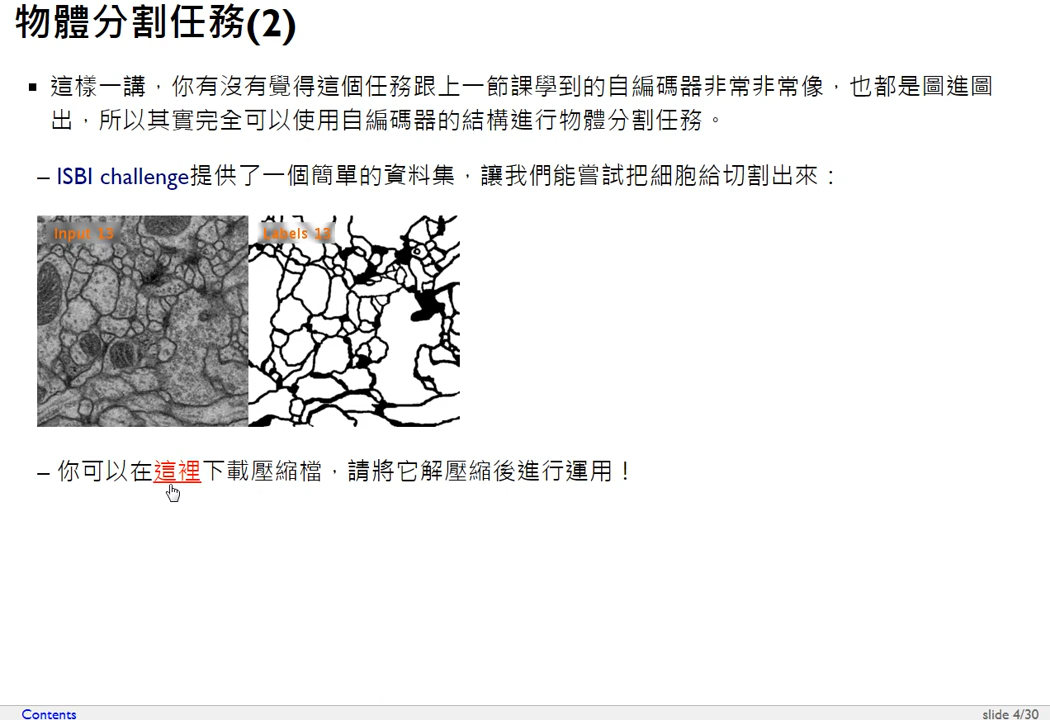 物體分割任務(2)
這樣一講，你有沒有覺得這個任務跟上一節課學到的自編碼器非常非常像，也都是圖進圖
出，所以其實完全可以使用自編碼器的結構進行物體分割任務。
– ISBI challenge提供了一個簡單的資料集，讓我們能嘗試把細胞給切割出來：
Input 13
Labels 13
– 你可以在這裡下載壓縮檔，請將它解壓縮後進行運用！
Contents
slide 4/30